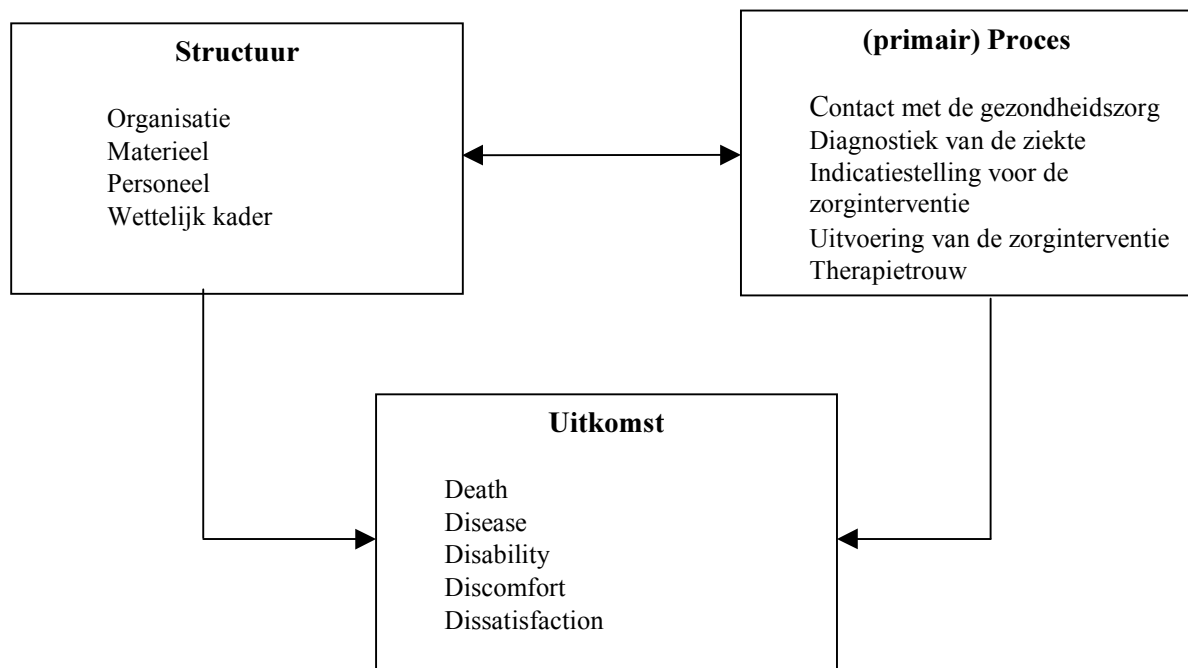 Structuur
Organisatie
Materieel
Personeel
Wettelijk kader
(primair) Proces
Contact met de gezondheidszorg
Diagnostiek van de ziekte
Indicatiestelling voor de
zorginterventie
Uitvoering van de zorginterventie
Therapietrouw
Uitkomst
Death
Disease
Disability
Discomfort
Dissatisfaction